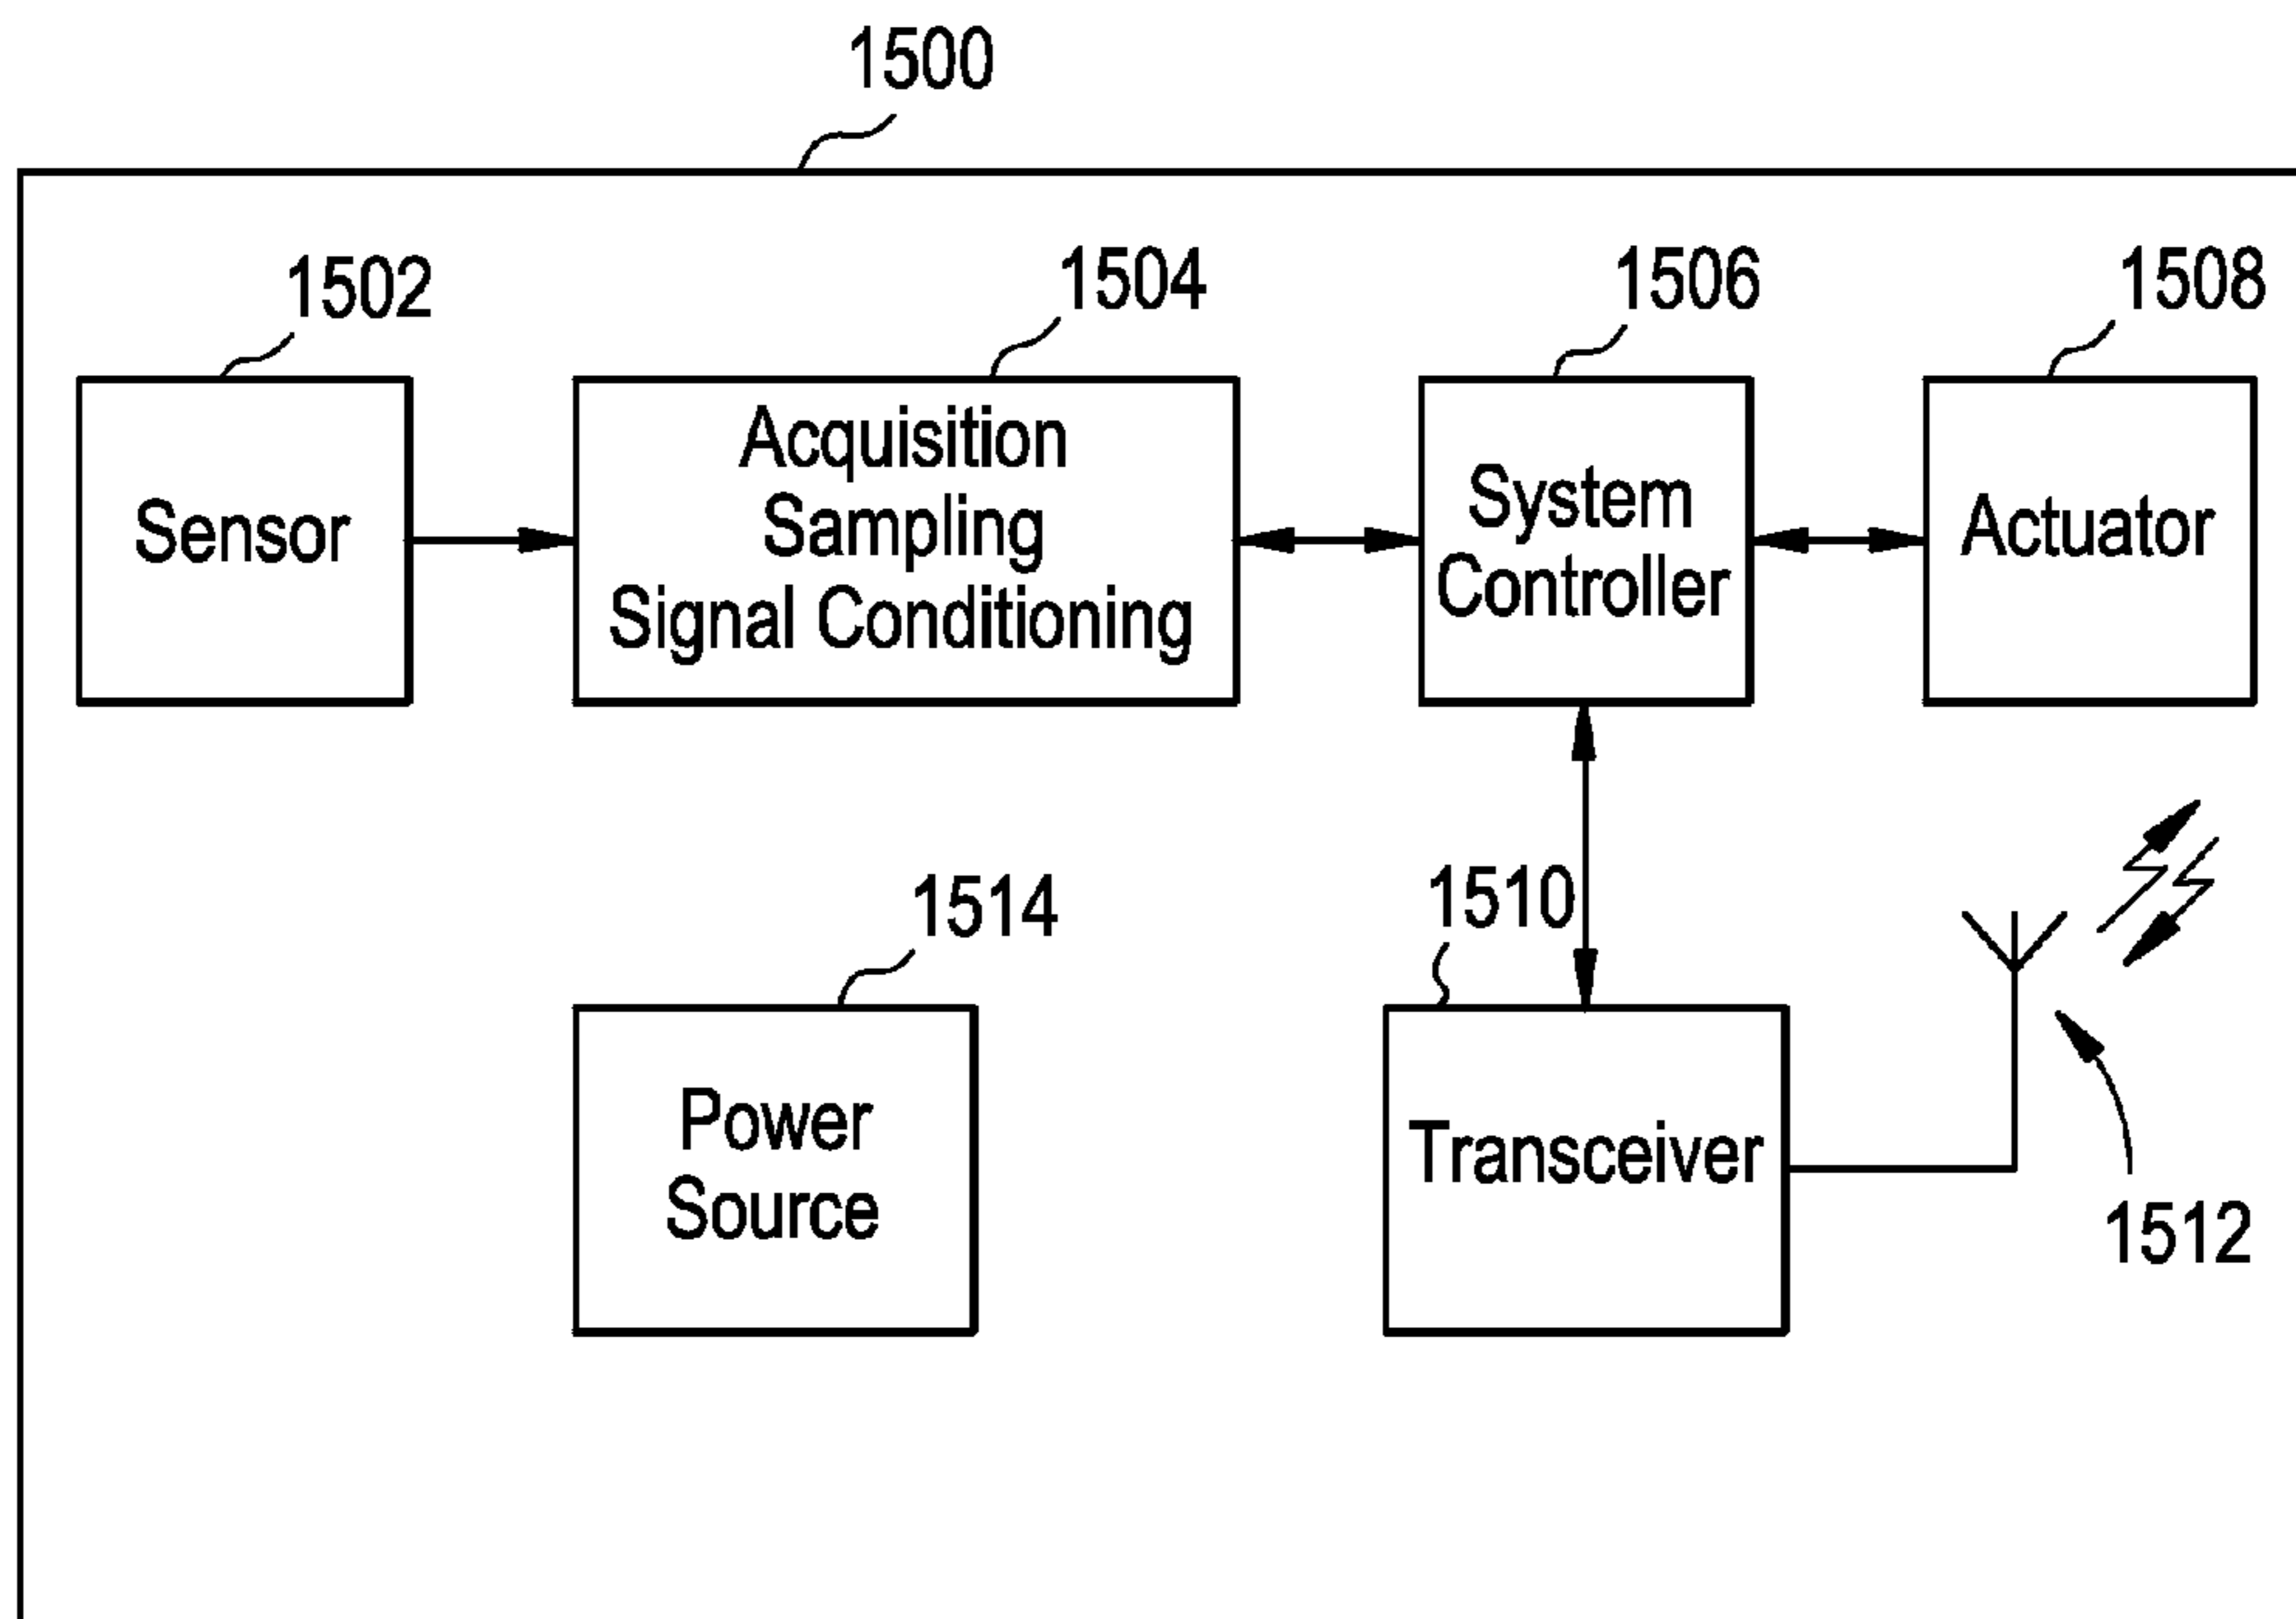 1500
1502
1504
1506
1508
Sensor
Acquisition
Sampling
Signal Conditioning
System
Controller
Actuator
1514
1510
Power
Source
Transceiver
1512